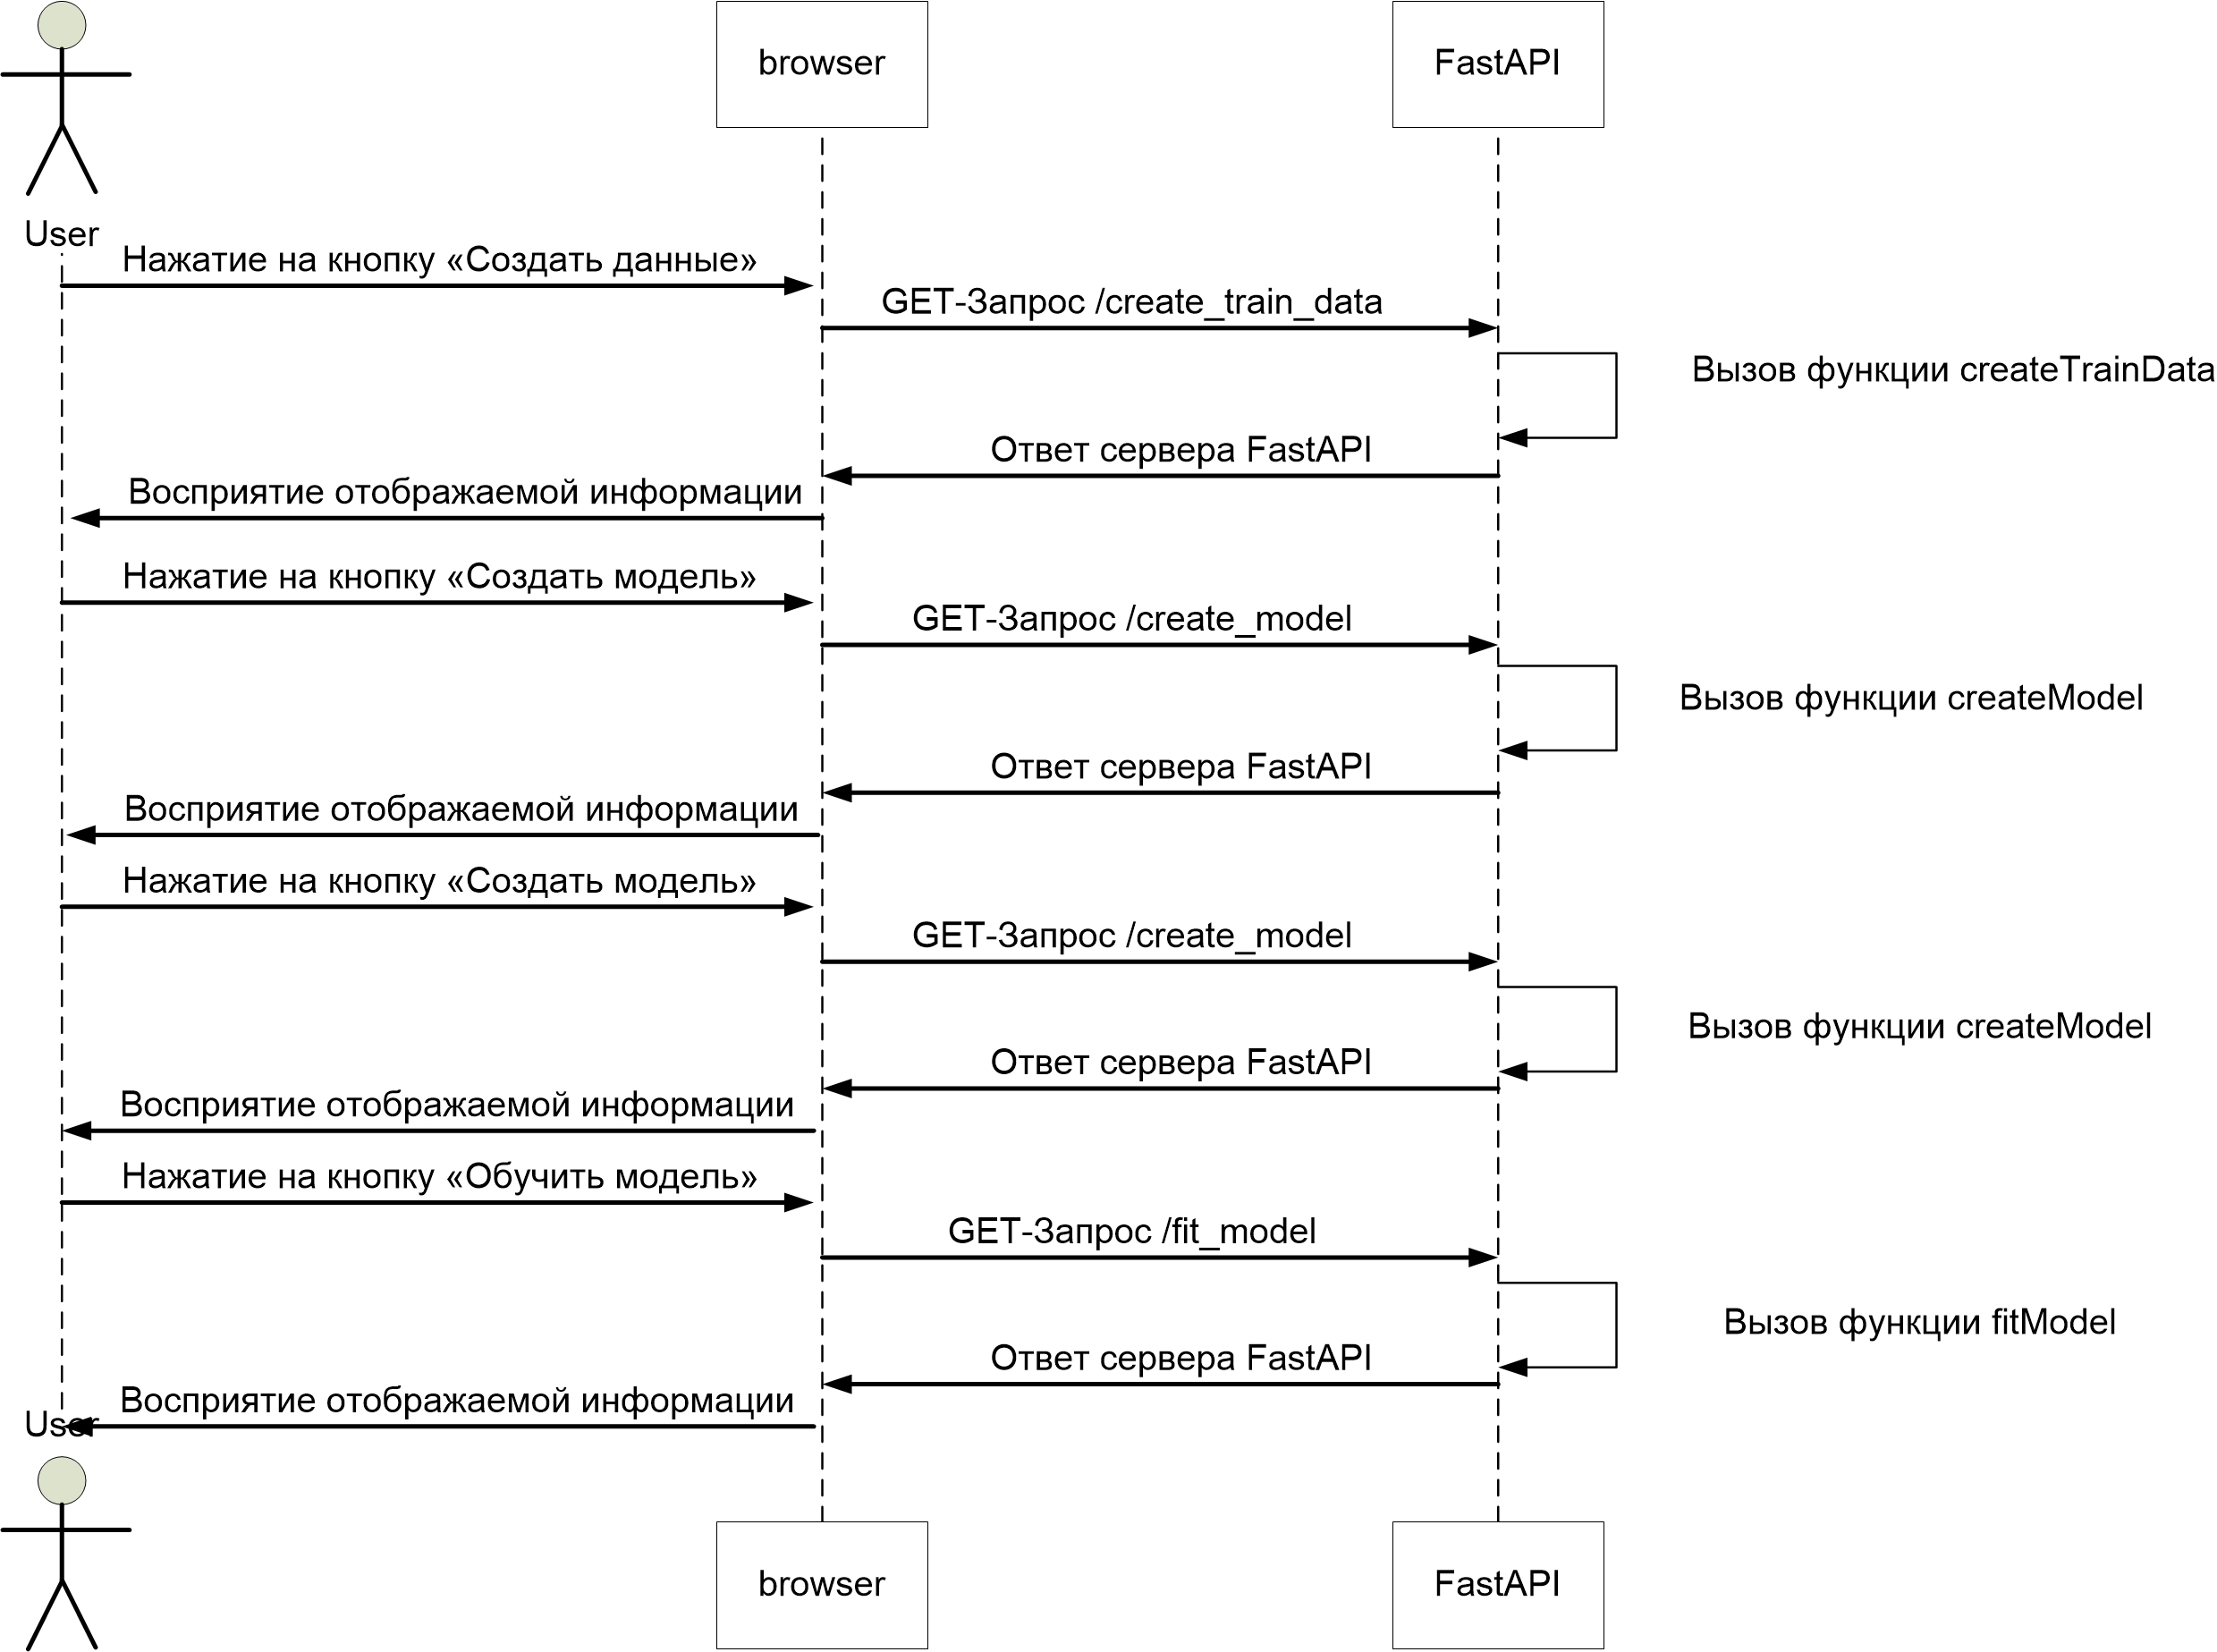 browser
FastAPI
User
Нажатие на кнопку «Создать данные»
GET-Запрос /create_train_data
Вызов функции createTrainData
Ответ сервера FastAPI
Восприятие отображаемой информации
Нажатие на кнопку «Создать модель»
GET-Запрос /create_model
Вызов функции createModel
Ответ сервера FastAPI
Восприятие отображаемой информации
Нажатие на кнопку «Создать модель»
GET-Запрос /create_model
Вызов функции createModel
Ответ сервера FastAPI
Восприятие отображаемой информации
Нажатие на кнопку «Обучить модель»
GET-Запрос /fit_model
Вызов функции fitModel
Ответ сервера FastAPI
Восприятие отображаемой информации
User
browser
FastAPI